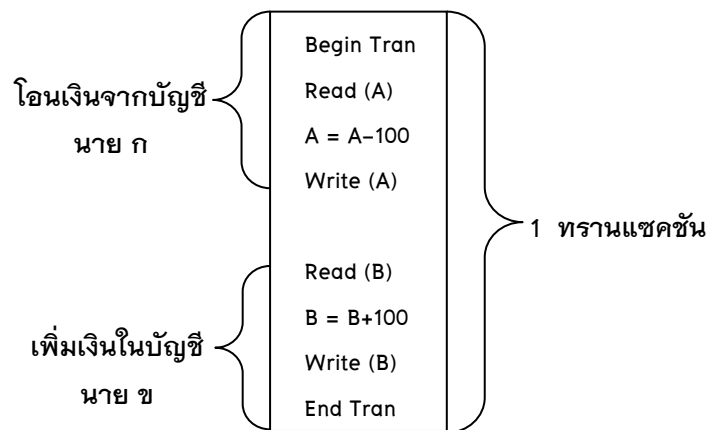 Begin Tran
Read (A)
A = A-100
Write (A)
โอนเงินจากบัญชี
นาย ก
1 ทรานแซคชัน
Read (B)
B = B+100
Write (B)
End Tran
เพิ่มเงินในบัญชี
นาย ข